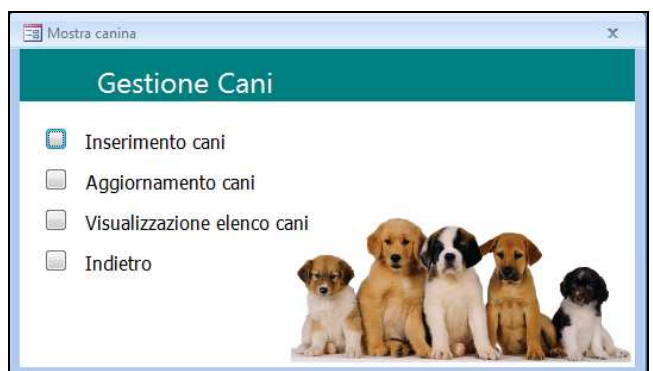 Mostra canina
Gestione Cani
Inserimento cani
Aggiornamento cani
Visualizzazione elenco cani
Indietro